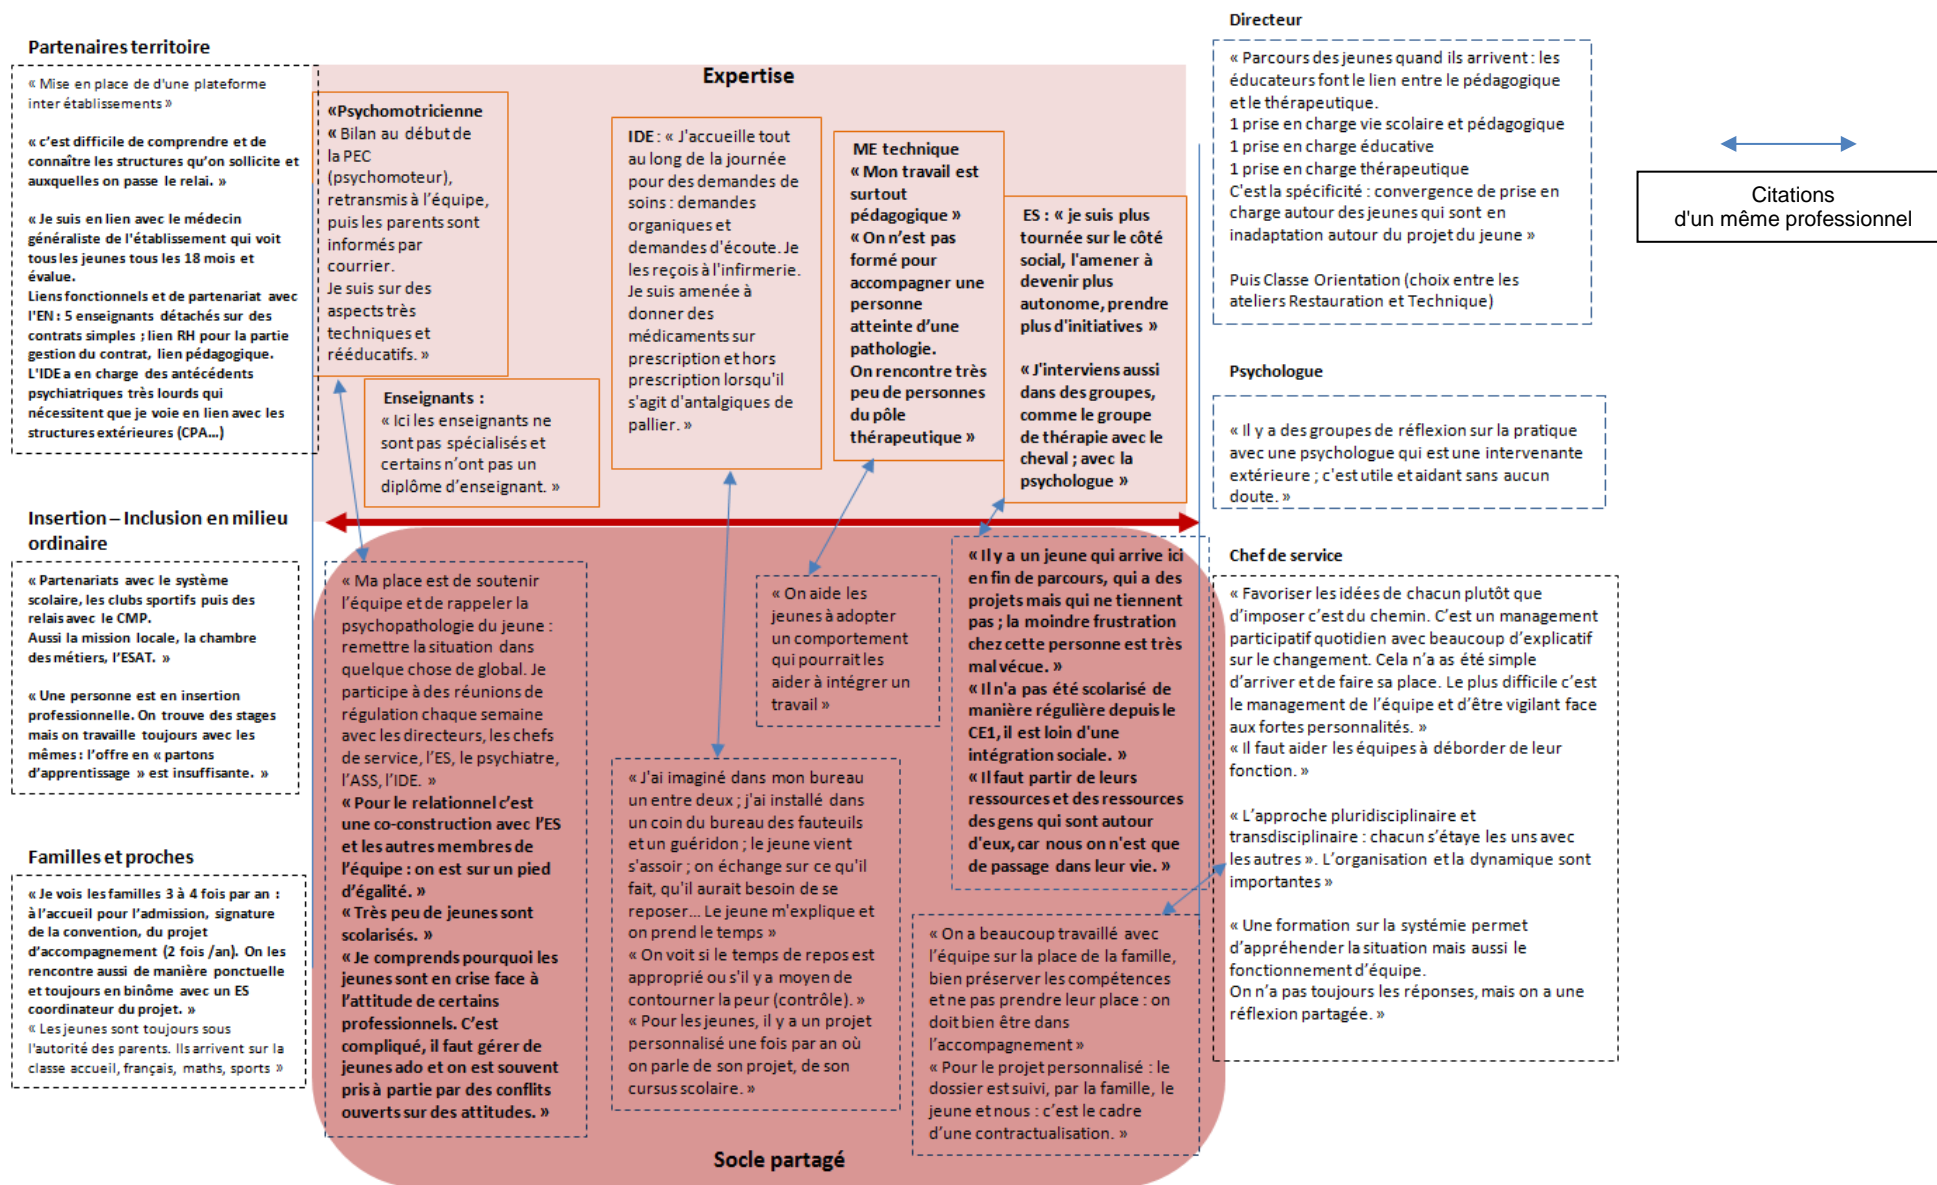 Partenaires territoire
« Mise en place de d'une plateforme
inter établissements »
« c'est difficile de comprendre et de
connaître les structures qu'on sollicite et
auxquelles on passe le relai. »
« Je suis en lien avec le médecin
généraliste de l'établissement qui voit
tous les jeunes tous les 18 mois et
évalue.
Liens fonctionnels et de partenariat avec
l'EN : 5 enseignants détachés sur des
contrats simples ; lien RH pour la partie
gestion du contrat, lien pédagogique.
L'IDE a en charge des antécédents
psychiatriques très lourds qui
nécessitent que je voie en lien avec les
structures extérieures (CPA...)
Insertion – Inclusion en milieu
ordinaire
« Partenariats avec le système
scolaire, les clubs sportifs puis des
relais avec le CMP.
Aussi la mission locale, la chambre
des métiers, l'ESAT. »
« Une personne est en insertion
professionnelle. On trouve des stages
mais on travaille toujours avec les
mêmes : l'offre en « partons
d'apprentissage » est insuffisante. »
Familles et proches
« Je vois les familles 3 à 4 fois par an :
à l'accueil pour l'admission, signature
de la convention, du projet
d'accompagnement (2 fois /an). On les
rencontre aussi de manière ponctuelle
et toujours en binôme avec un ES
coordinateur du projet. »
« Les jeunes sont toujours sous
l'autorité des parents. Ils arrivent sur la
classe accueil, français, maths, sports »
Expertise
«Psychomotricienne
« Bilan au début de
la PEC
(psychomoteur),
retransmis à l'équipe,
puis les parents sont
informés par
courrier.
Je suis sur des
aspects très
techniques et
rééducatifs. »
Enseignants :
« Ici les enseignants ne
sont pas spécialisés et
certains n'ont pas un
diplôme d'enseignant. »
IDE : « J'accueille tout
au long de la journée
pour des demandes de
soins : demandes
organiques et
demandes d'écoute. Je
les reçois à l'infirmerie.
Je suis amenée à
donner des
médicaments sur
prescription et hors
prescription lorsqu'il
s'agit d'antalgiques de
pallier. »
ME technique
« Mon travail est
surtout
pédagogique »
« On n'est pas
formé pour
accompagner une
personne
atteinte d'une
pathologie.
On rencontre très
peu de personnes
du pôle
thérapeutique »
ES : « je suis plus
tournée sur le côté
social, l'amener à
devenir plus
autonome, prendre
plus d'initiatives »
« J'interviens aussi
dans des groupes,
comme le groupe
de thérapie avec le
cheval ; avec la
psychologue »
« Ma place est de soutenir
l'équipe et de rappeler la
psychopathologie du jeune :
remettre la situation dans
quelque chose de global. Je
participe à des réunions de
régulation chaque semaine
avec les directeurs, les chefs
de service, l'ES, le psychiatre,
l'ASS, l'IDE. »
« Pour le relationnel c'est
une co-construction avec l'ES
et les autres membres de
l'équipe : on est sur un pied
d'égalité. »
« Très peu de jeunes sont
scolarisés. »
« Je comprends pourquoi les
jeunes sont en crise face à
l'attitude de certains
professionnels. C'est
compliqué, il faut gérer de
jeunes ado et on est souvent
pris à partie par des conflits
ouverts sur des attitudes. »
« J'ai imaginé dans mon bureau
un entre deux ; j'ai installé dans
un coin du bureau des fauteuils
et un guéridon ; le jeune vient
s'assoir ; on échange sur ce qu'il
fait, qu'il aurait besoin de se
reposer... Le jeune m'explique et
on prend le temps »
« On voit si le temps de repos est
approprié ou s'il y a moyen de
contourner la peur (contrôle). »
« Pour les jeunes, il y a un projet
personnalisé une fois par an où
on parle de son projet, de son
cursus scolaire. »
« On aide les
jeunes à adopter
un comportement
qui pourrait les
aider à intégrer un
travail »
« Il y a un jeune qui arrive ici
en fin de parcours, qui a des
projets mais qui ne tiennent
pas ; la moindre frustration
chez cette personne est très
mal vécue. »
« Il n'a pas été scolarisé de
manière régulière depuis le
CE1, il est loin d'une
intégration sociale. »
« Il faut partir de leurs
ressources et des ressources
des gens qui sont autour
d'eux, car nous on n'est que
de passage dans leur vie. »
« On a beaucoup travaillé avec
l'équipe sur la place de la famille,
bien préserver les compétences
et ne pas prendre leur place : on
doit bien être dans
l'accompagnement »
« Pour le projet personnalisé : le
dossier est suivi, par la famille, le
jeune et nous : c'est le cadre
d'une contractualisation. »
Socle partagé
Directeur
« Parcours des jeunes quand ils arrivent : les
éducateurs font le lien entre le pédagogique
et le thérapeutique.
1 prise en charge vie scolaire et pédagogique
1 prise en charge éducative
1 prise en charge thérapeutique
C'est la spécificité : convergence de prise en
charge autour des jeunes qui sont en
inadaptation autour du projet du jeune »
Puis Classe Orientation (choix entre les
ateliers Restauration et Technique)
Psychologue
« Il y a des groupes de réflexion sur la pratique
avec une psychologue qui est une intervenante
extérieure ; c'est utile et aidant sans aucun
doute. »
Chef de service
« Favoriser les idées de chacun plutôt que
d'imposer c'est du chemin. C'est un management
participatif quotidien avec beaucoup d'explicatif
sur le changement. Cela n'a as été simple
d'arriver et de faire sa place. Le plus difficile c'est
le management de l'équipe et d'être vigilant face
aux fortes personnalités. »
« Il faut aider les équipes à déborder de leur
fonction. »
« L'approche pluridisciplinaire et
transdisciplinaire : chacun s'étaye les uns avec
les autres ». L'organisation et la dynamique sont
importantes »
« Une formation sur la systémie permet
d'appréhender la situation mais aussi le
fonctionnement d'équipe.
On n'a pas toujours les réponses, mais on a une
réflexion partagée. »
Citations
d'un même professionnel